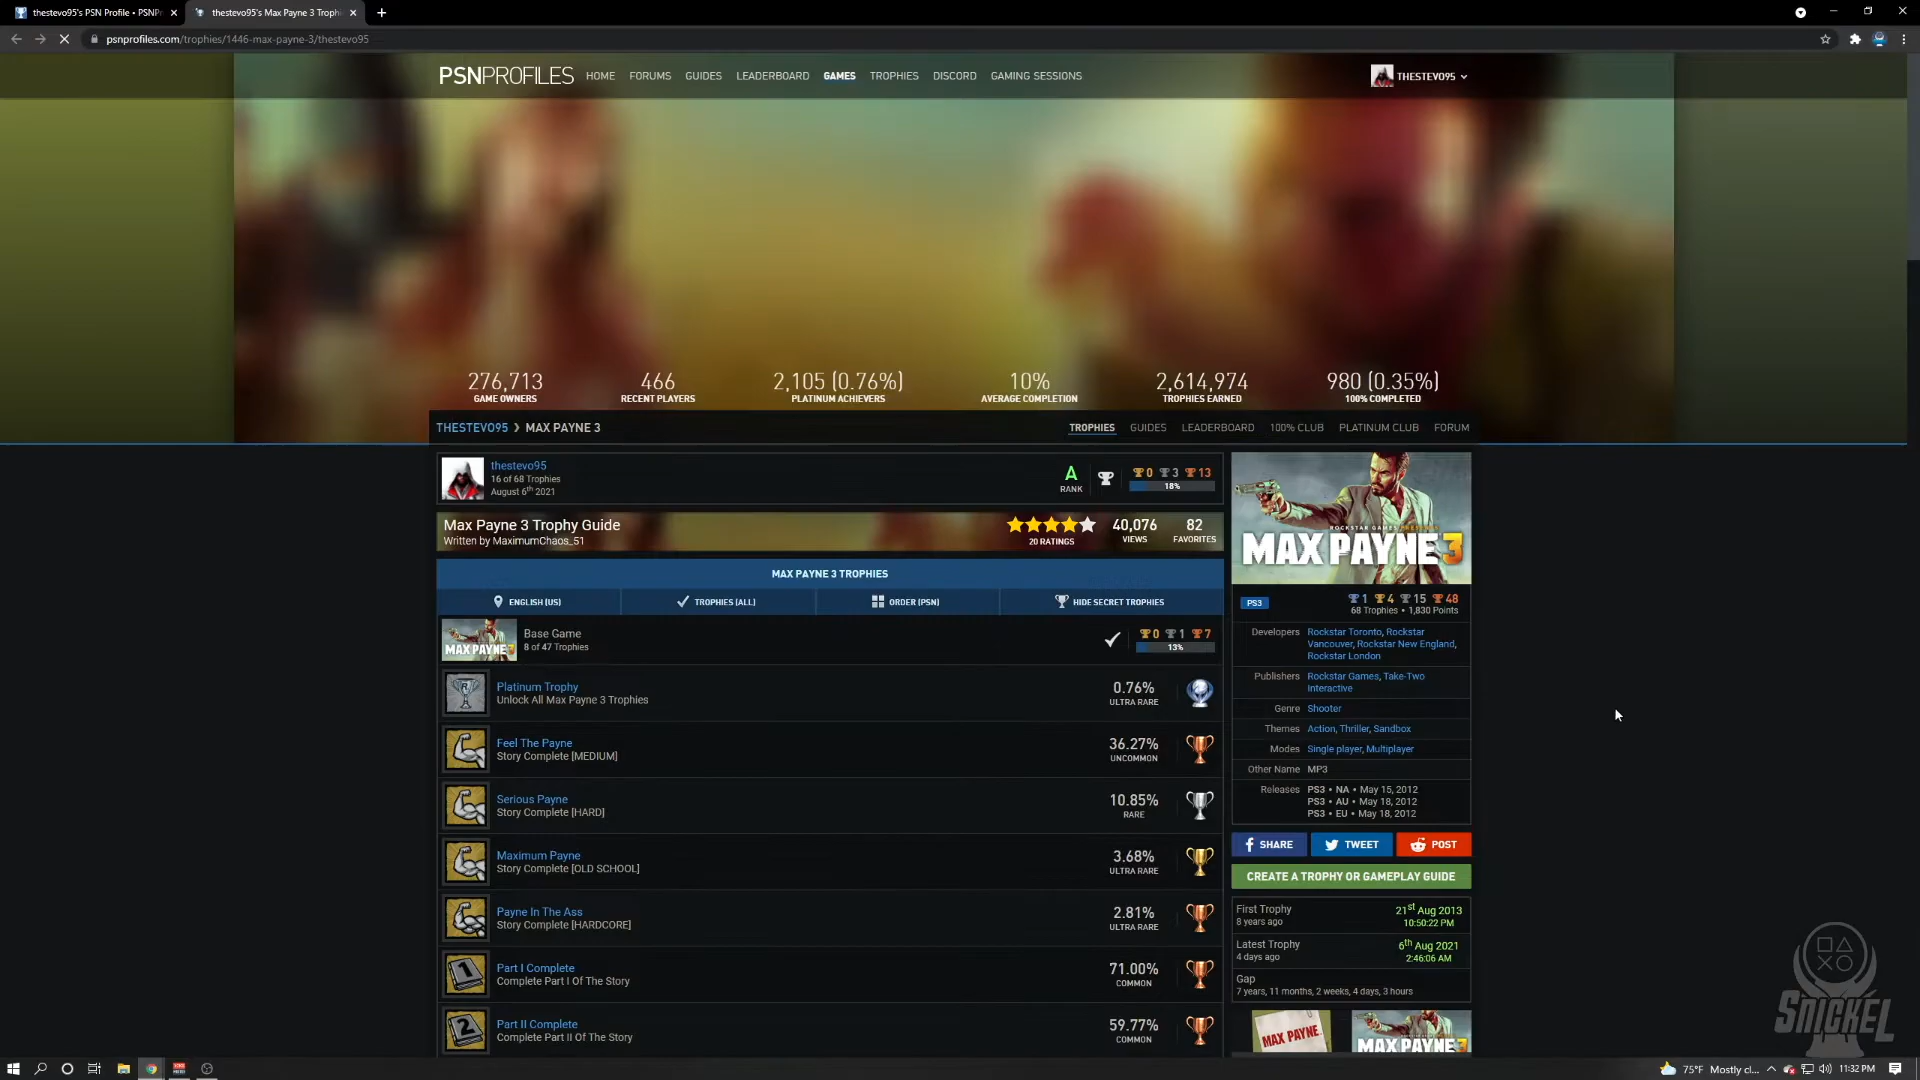 thestevo95's PSN Profile • PSNP
thestevo95's Max Payne 3 Troph
psnprofiles.com/trophies/1446-max-payne-3/thestevo95
PSNPROFILES HOME FORUMS GUIDES LEADERBOARD GAMES TROPHIES DISCORD GAMING SESSIONS THESTEVO95
276,713 466 2,105 (0.76%) 10% 2,614,974 980 (0.35%)
GAME OWNERS RECENT PLAYERS PLATINUM ACHIEVERS AVERAGE COMPLETION TROPHIES EARNED 100% COMPLETED
THESTEVO95 > MAX PAYNE 3 TROPHIES GUIDES LEADERBOARD 100% CLUB PLATINUM CLUB FORUM
thestevo95
16 of 68 Trophies
August 6th 2021
A
RANK
0 3 13
18%
Max Payne 3 Trophy Guide
Written by MaximumChaos_51
20 RATINGS
40,076
VIEWS
82
FAVORITES
MAX PAYNE 3 TROPHIES
ENGLISH (US) TROPHIES (ALL) ORDER (PSN) HIDE SECRET TROPHIES
MAX PAYNE 3
Base Game
8 of 47 Trophies
0 1 7
13%
Platinum Trophy
Unlock All Max Payne 3 Trophies
0.76%
ULTRA RARE
Feel The Payne
Story Complete [MEDIUM]
36.27%
UNCOMMON
Serious Payne
Story Complete [HARD]
10.85%
RARE
Maximum Payne
Story Complete [OLD SCHOOL]
3.68%
ULTRA RARE
Payne In The Ass
Story Complete [HARDCORE]
2.81%
ULTRA RARE
1
Part I Complete
Complete Part I Of The Story
71.00%
COMMON
2
Part II Complete
Complete Part II Of The Story
59.77%
COMMON
ROCKSTAR GAMES PRESENTS
MAX PAYNE 3
PS3
1 4 15 48
68 Trophies • 1,830 Points
Developers Rockstar Toronto, Rockstar
Vancouver, Rockstar New England,
Rockstar London
Publishers Rockstar Games, Take-Two
Interactive
Genre Shooter
Themes Action, Thriller, Sandbox
Modes Single player, Multiplayer
Other Name MP3
Releases PS3 • NA • May 15, 2012
PS3 • AU • May 18, 2012
PS3 • EU • May 18, 2012
SHARE TWEET POST
CREATE A TROPHY OR GAMEPLAY GUIDE
First Trophy 21st Aug 2013
8 years ago 10:50:22 PM
Latest Trophy 6th Aug 2021
4 days ago 2:46:06 AM
Gap
7 years, 11 months, 2 weeks, 4 days, 3 hours
MAX PAYNE
MAX PAYNE 3
SNICKEL
75°F Mostly cl... 11:32 PM